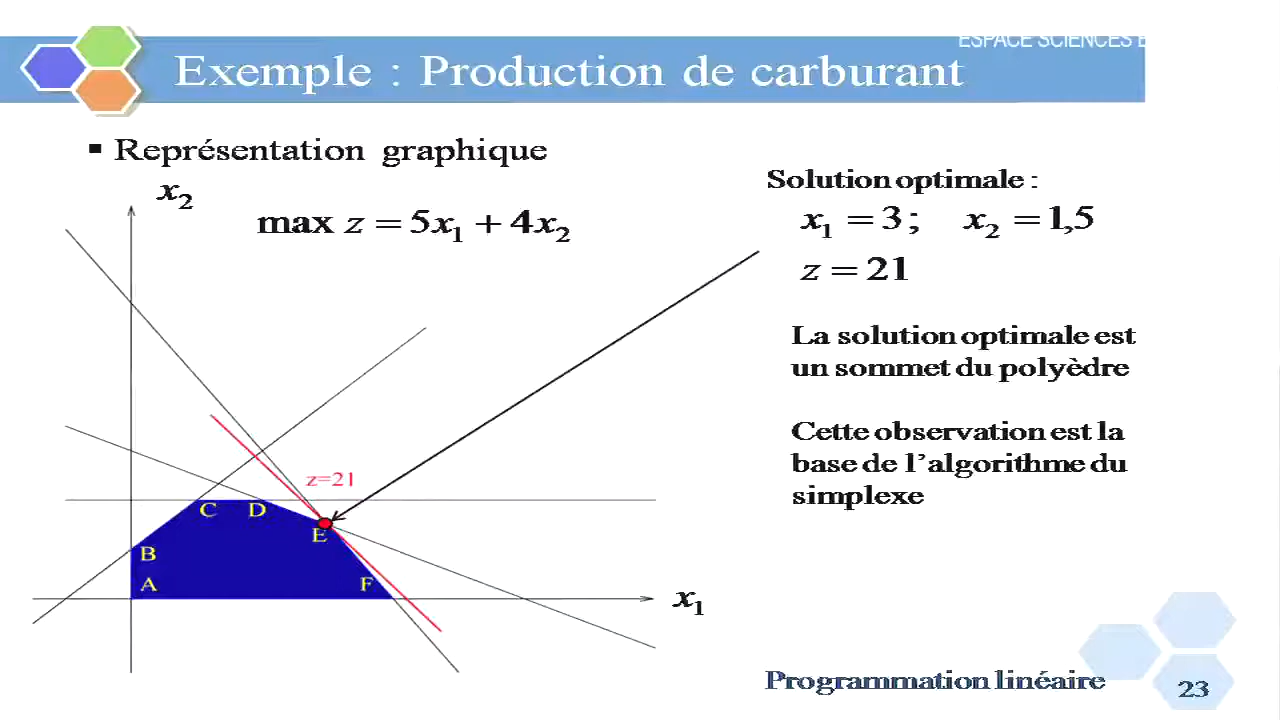 ESPACE SCIENCES
Exemple : Production de carburant
▪ Représentation graphique
x₂
max z = 5x₁ + 4x₂
Solution optimale :
x₁ = 3 ; x₂ = 1,5
z = 21
La solution optimale est
un sommet du polyèdre
Cette observation est la
base de l'algorithme du
simplexe
z=21
C D
E
B
A F
x₁
Programmation linéaire 23